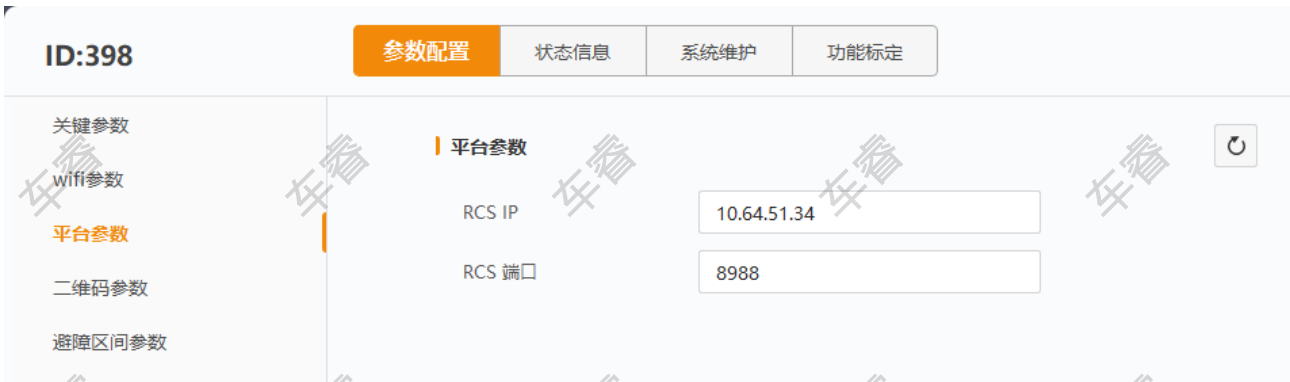 ID:398
参数配置
状态信息
系统维护
功能标定
关键参数
wifi参数
平台参数
二维码参数
避障区间参数
平台参数
RCS IP
10.64.51.34
RCS 端口
8988
车睿
车睿
车睿
车睿
车睿